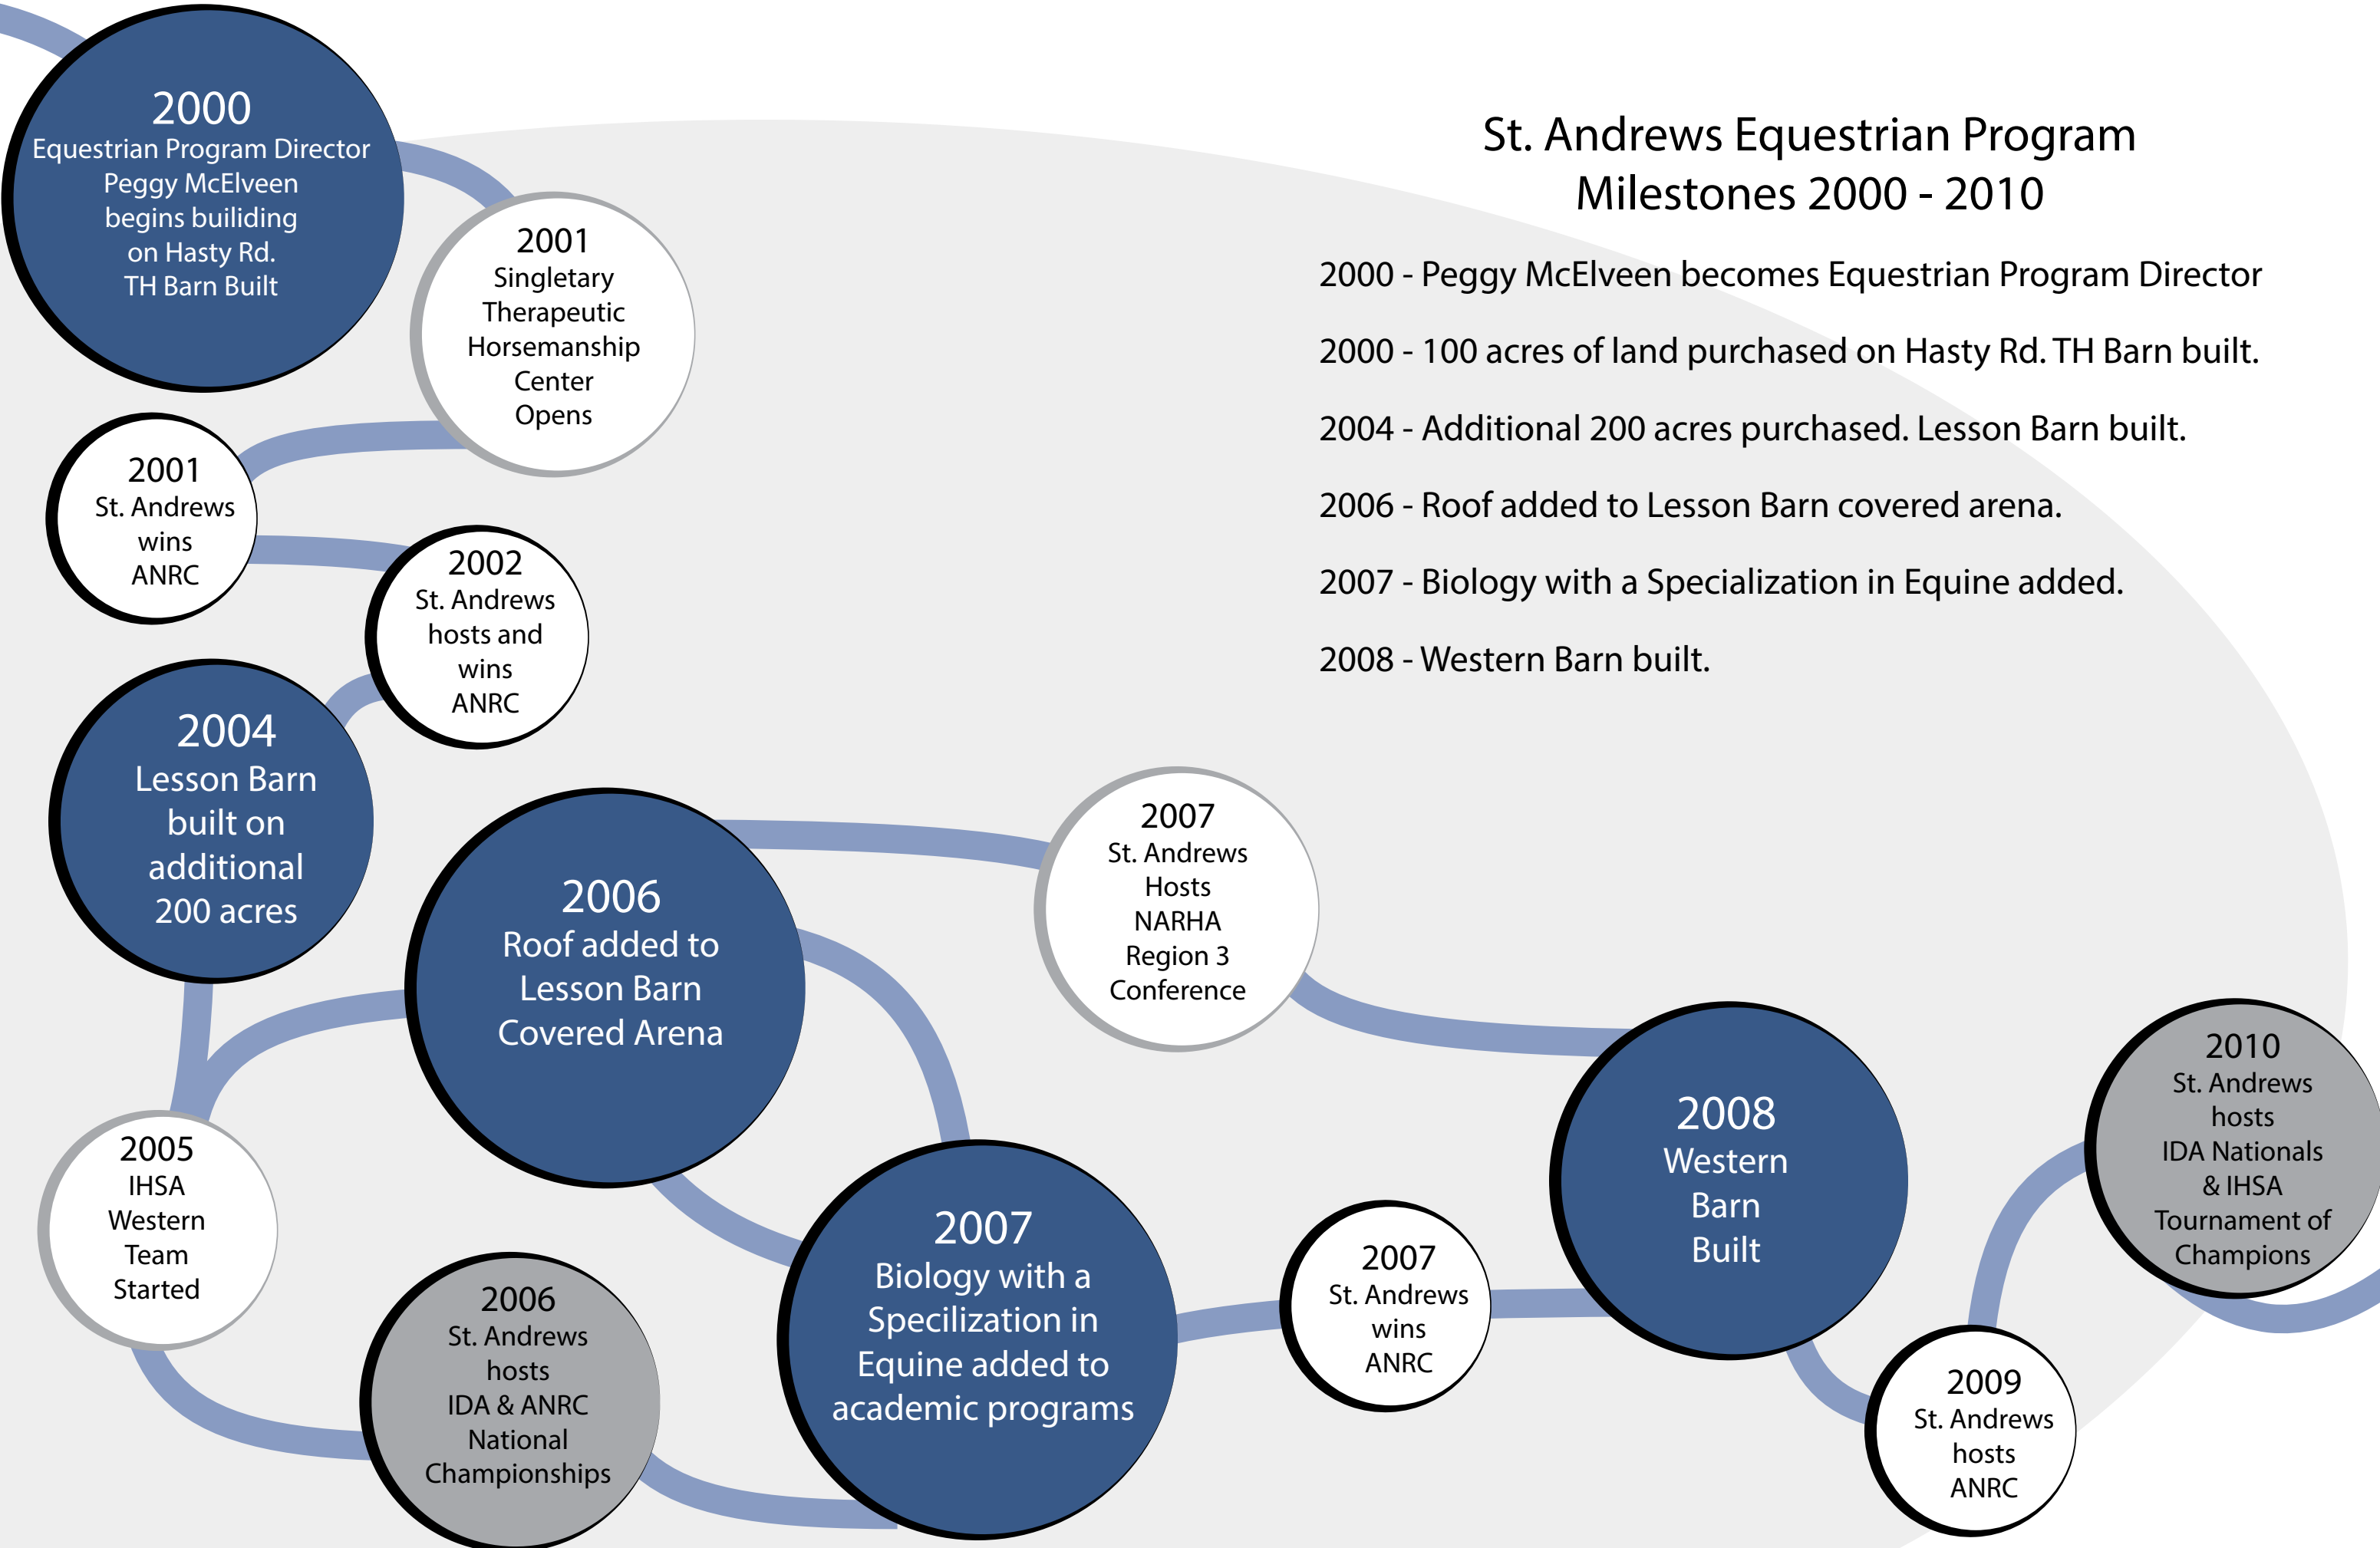 St. Andrews Equestrian Program
Milestones 2000 - 2010
2000 - Peggy McElveen becomes Equestrian Program Director
2000 - 100 acres of land purchased on Hasty Rd. TH Barn built.
2004 - Additional 200 acres purchased. Lesson Barn built.
2006 - Roof added to Lesson Barn covered arena.
2007 - Biology with a Specialization in Equine added.
2008 - Western Barn built.
2000
Equestrian Program Director
Peggy McElveen
begins builiding
on Hasty Rd.
TH Barn Built
2001
Singletary
Therapeutic
Horsemanship
Center
Opens
2001
St. Andrews
wins
ANRC
2002
St. Andrews
hosts and
wins
ANRC
2004
Lesson Barn
built on
additional
200 acres
2005
IHSA
Western
Team
Started
2006
Roof added to
Lesson Barn
Covered Arena
2006
St. Andrews
hosts
IDA & ANRC
National
Championships
2007
St. Andrews
Hosts
NARHA
Region 3
Conference
2007
Biology with a
Specilization in
Equine added to
academic programs
2007
St. Andrews
wins
ANRC
2008
Western
Barn
Built
2009
St. Andrews
hosts
ANRC
2010
St. Andrews
hosts
IDA Nationals
& IHSA
Tournament of
Champions